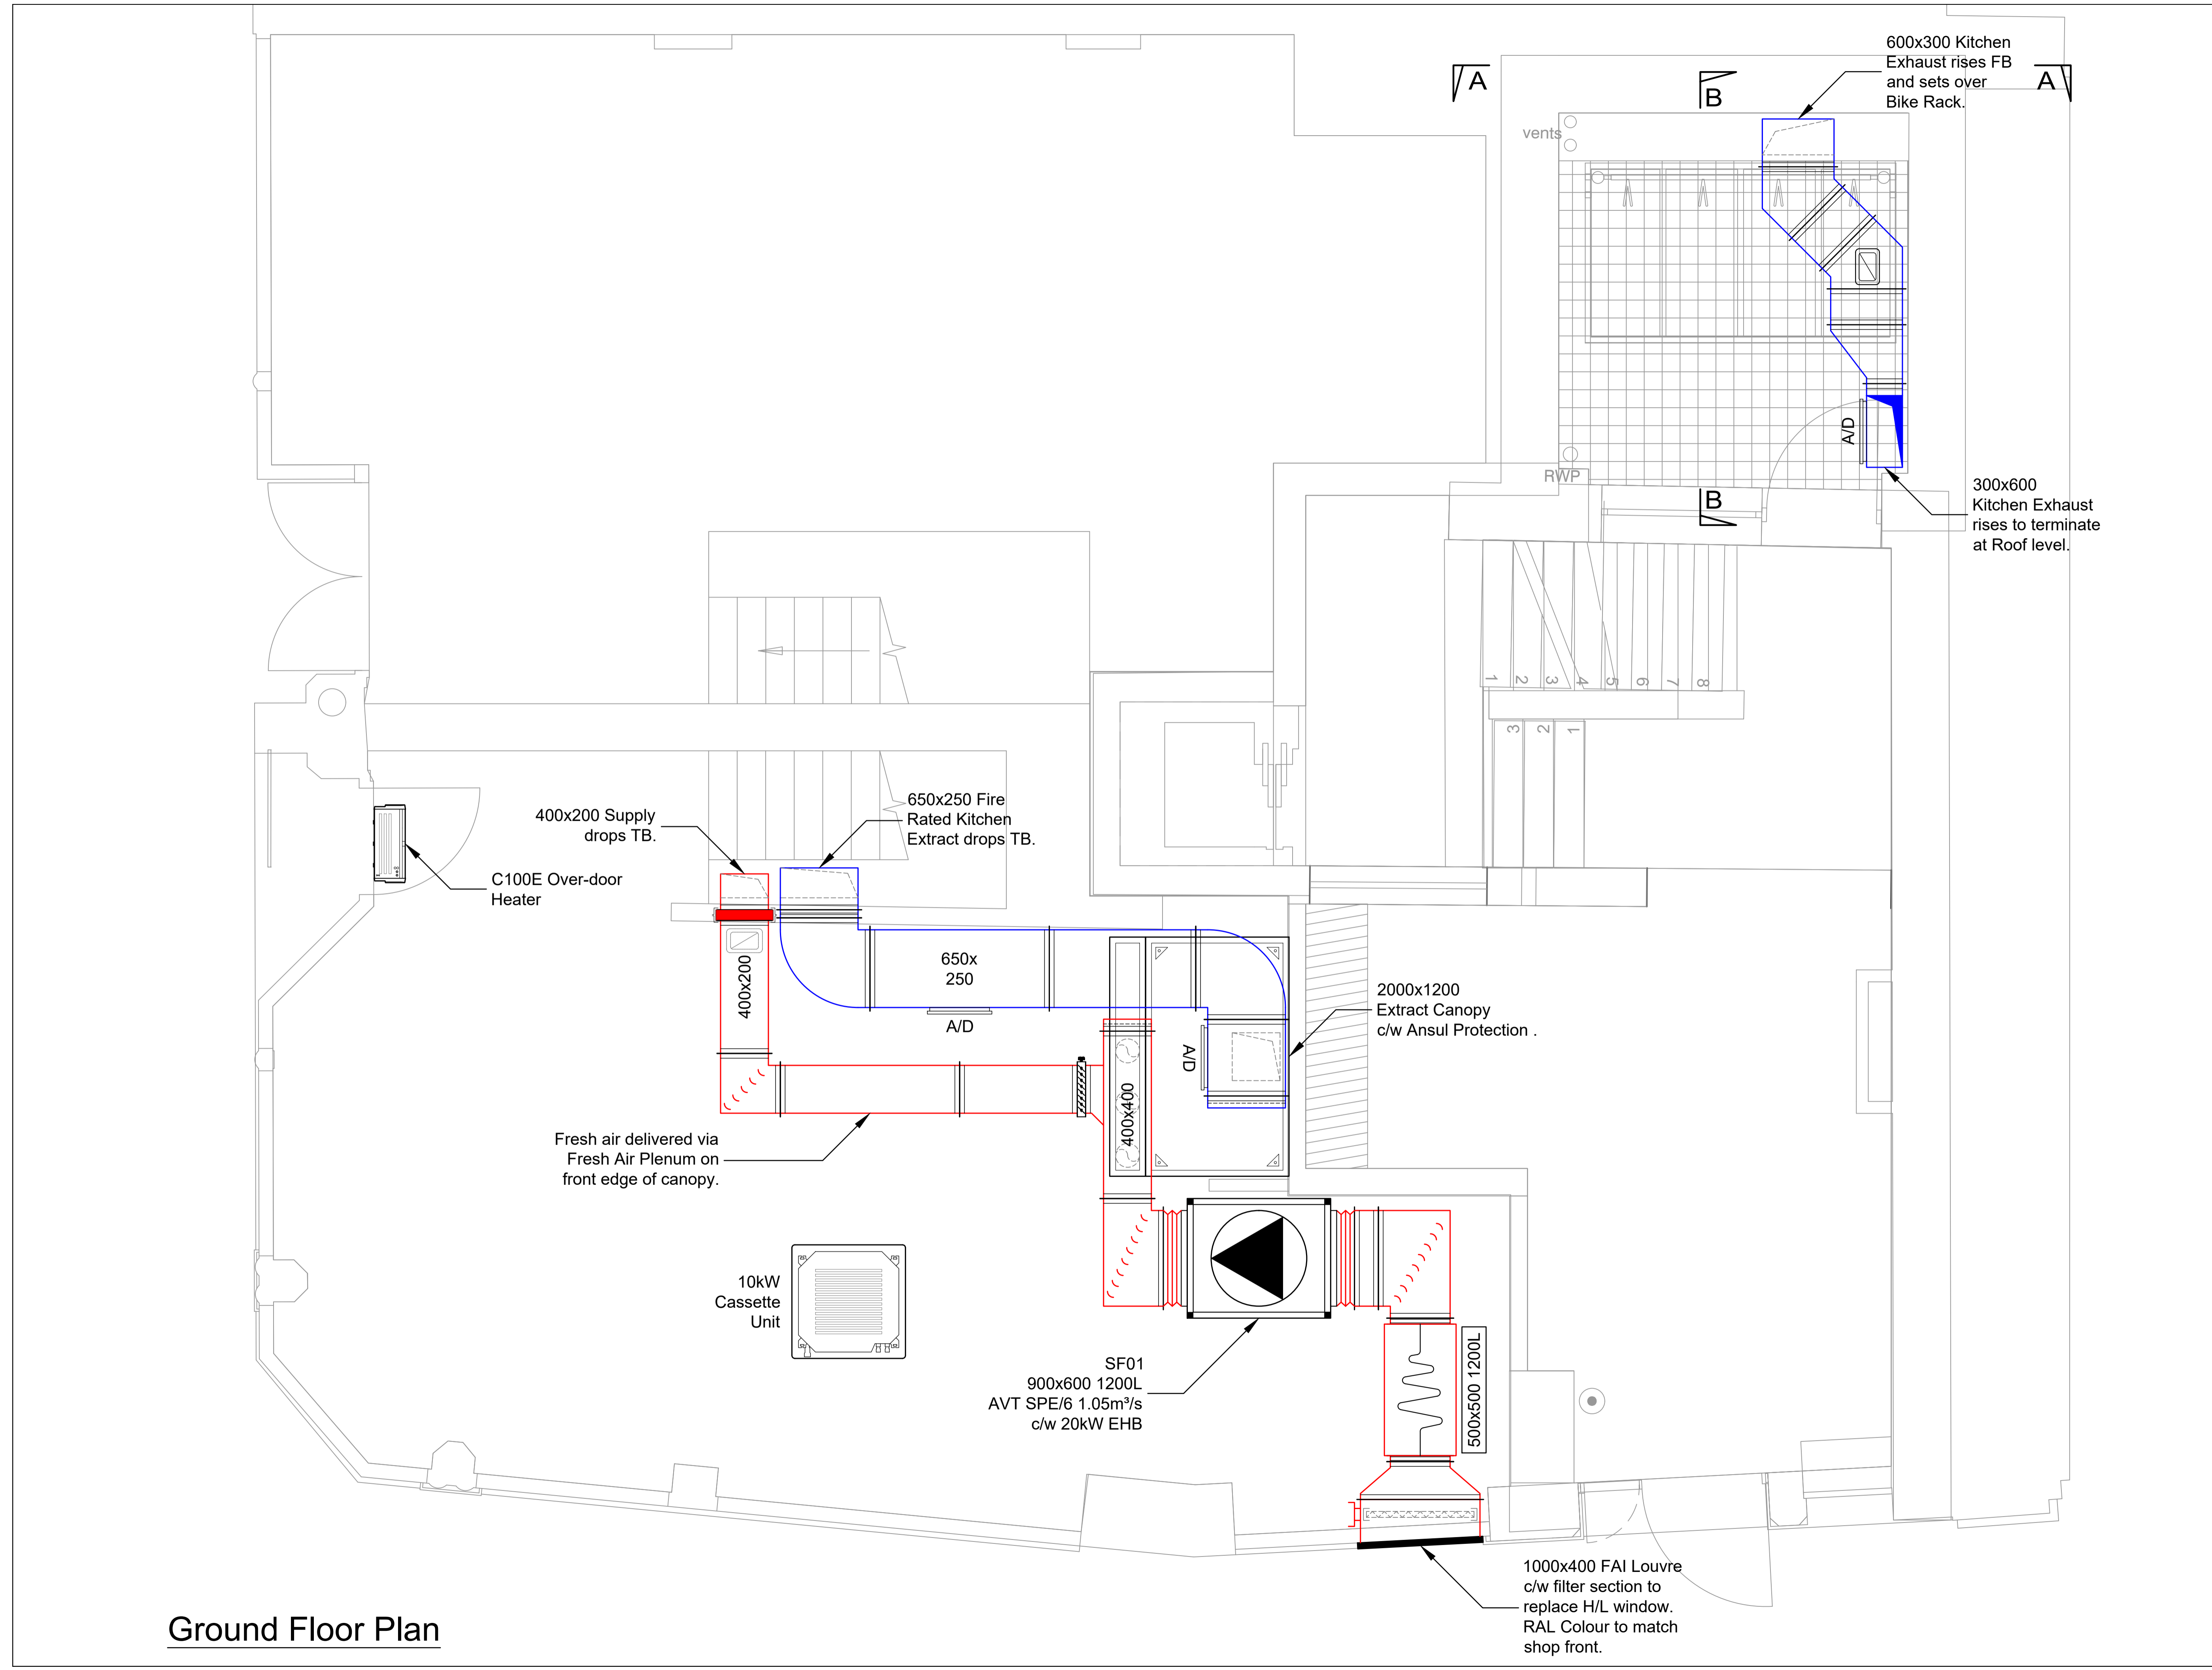 600x300 Kitchen
Exhaust rises FB
and sets over
Bike Rack.
A
B
A
vents
A/D
RWP
B
300x600
Kitchen Exhaust
rises to terminate
at Roof level.
1
2
3
4
5
6
7
8
3
2
1
400x200 Supply
drops TB.
650x250 Fire
Rated Kitchen
Extract drops TB.
C100E Over-door
Heater
400x200
650x
250
A/D
A/D
400x400
2000x1200
Extract Canopy
c/w Ansul Protection .
Fresh air delivered via
Fresh Air Plenum on
front edge of canopy.
10kW
Cassette
Unit
SF01
900x600 1200L
AVT SPE/6 1.05m³/s
c/w 20kW EHB
500x500 1200L
1000x400 FAI Louvre
c/w filter section to
replace H/L window.
RAL Colour to match
shop front.
Ground Floor Plan